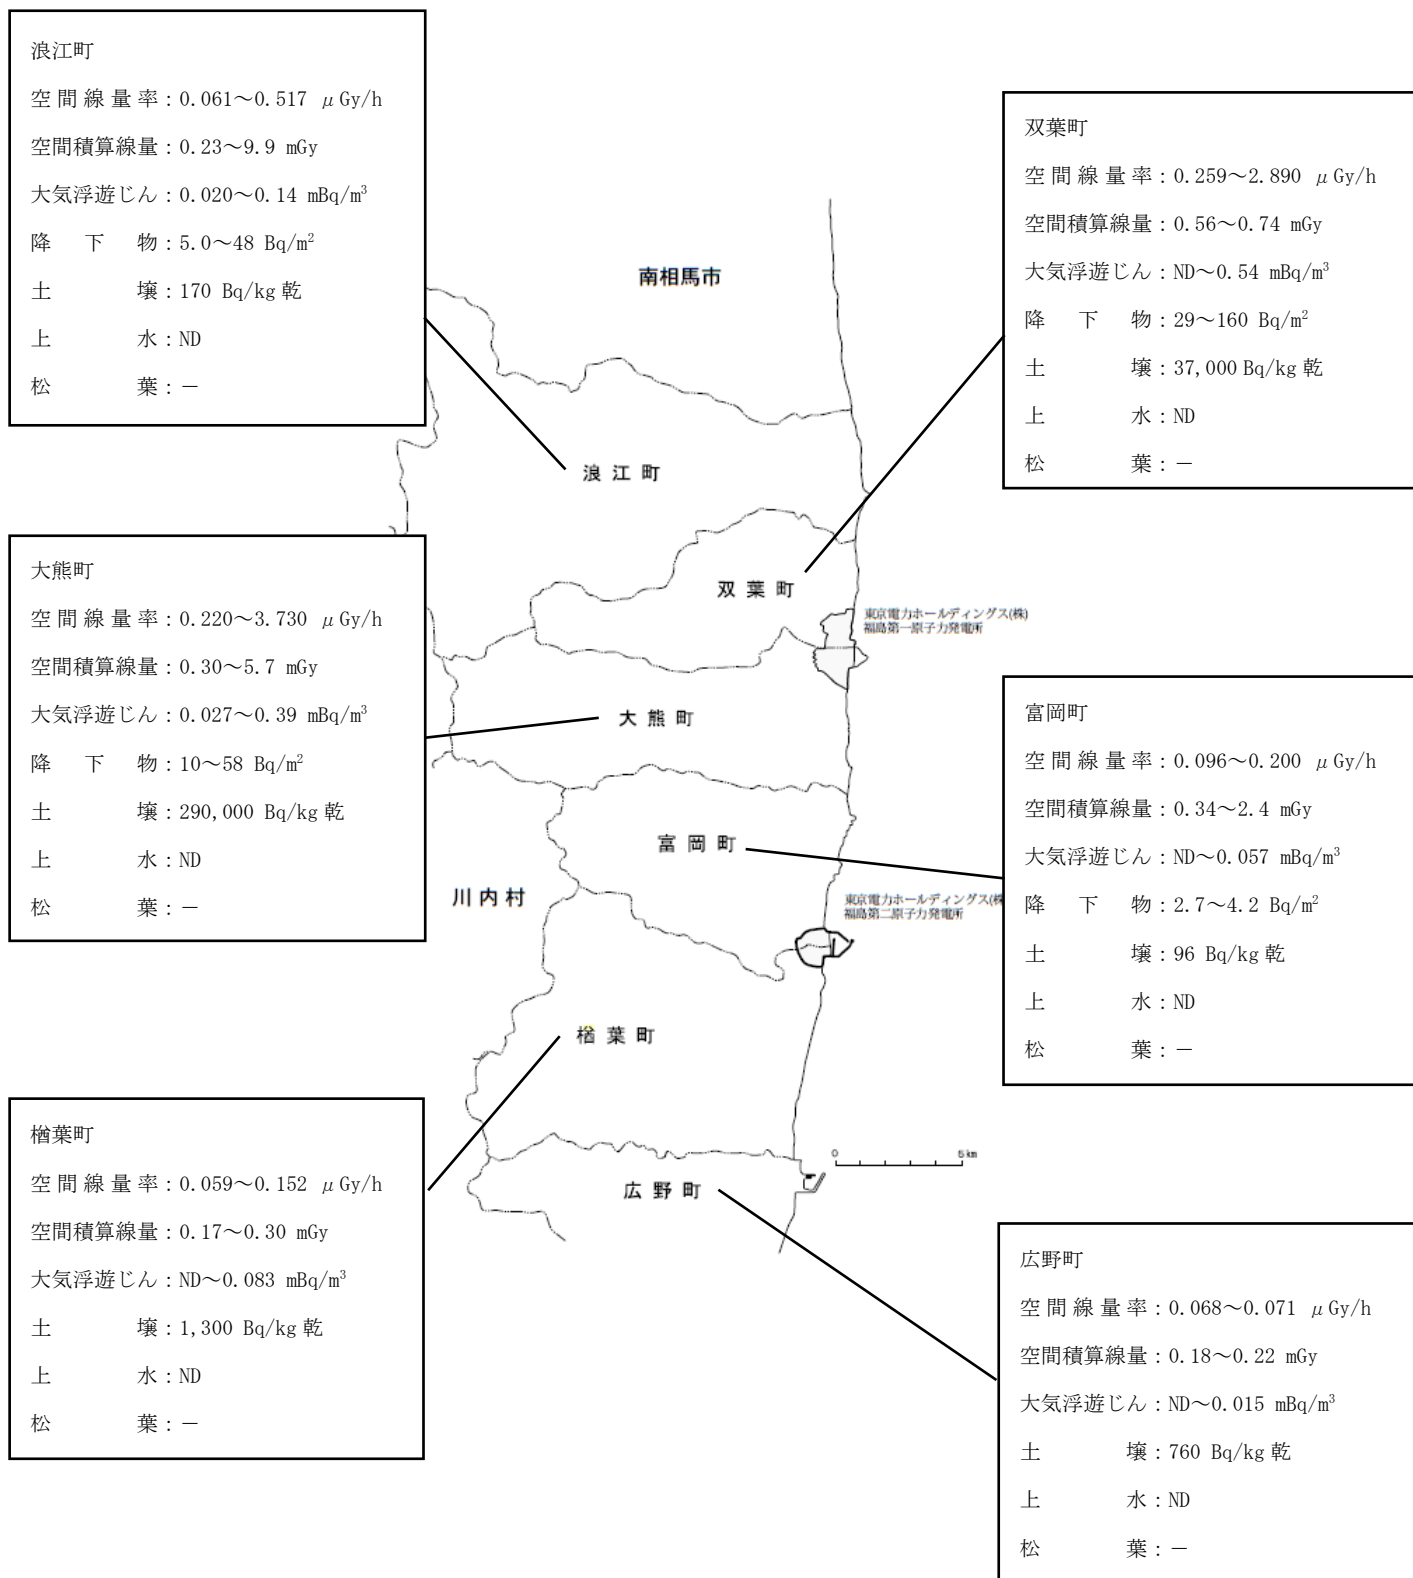 浪江町
空間線量率：0.061～0.517 μGy/h
空間積算線量：0.23～9.9 mGy
大気浮遊じん：0.020～0.14 mBq/m³
降下物：5.0～48 Bq/m²
土壌：170 Bq/kg 乾
上水：ND
松葉：－
双葉町
空間線量率：0.259～2.890 μGy/h
空間積算線量：0.56～0.74 mGy
大気浮遊じん：ND～0.54 mBq/m³
降下物：29～160 Bq/m²
土壌：37,000 Bq/kg 乾
上水：ND
松葉：－
南相馬市
浪江町
双葉町
東京電力ホールディングス(株)
福島第一原子力発電所
大熊町
空間線量率：0.220～3.730 μGy/h
空間積算線量：0.30～5.7 mGy
大気浮遊じん：0.027～0.39 mBq/m³
降下物：10～58 Bq/m²
土壌：290,000 Bq/kg 乾
上水：ND
松葉：－
大熊町
富岡町
空間線量率：0.096～0.200 μGy/h
空間積算線量：0.34～2.4 mGy
大気浮遊じん：ND～0.057 mBq/m³
降下物：2.7～4.2 Bq/m²
土壌：96 Bq/kg 乾
上水：ND
松葉：－
富岡町
川内村
東京電力ホールディングス(株
福島第二原子力発電所
楢葉町
楢葉町
空間線量率：0.059～0.152 μGy/h
空間積算線量：0.17～0.30 mGy
大気浮遊じん：ND～0.083 mBq/m³
土壌：1,300 Bq/kg 乾
上水：ND
松葉：－
0 5km
広野町
広野町
空間線量率：0.068～0.071 μGy/h
空間積算線量：0.18～0.22 mGy
大気浮遊じん：ND～0.015 mBq/m³
土壌：760 Bq/kg 乾
上水：ND
松葉：－